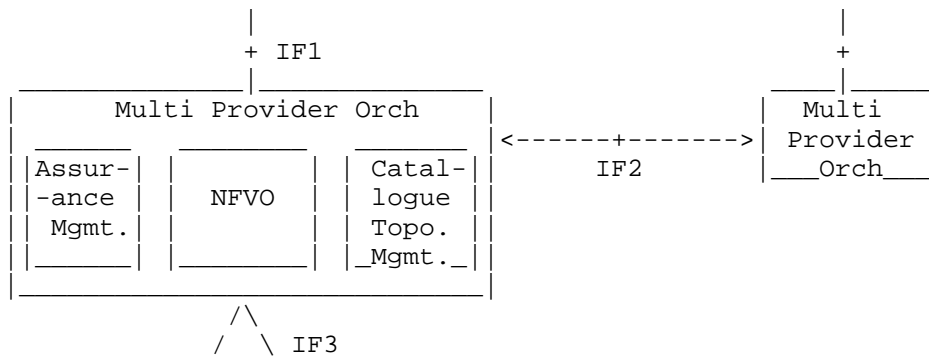 IF1
Multi Provider Orch Multi
<------+-------> Provider
Assur- Catal- IF2 Orch
-ance NFVO logue
Mgmt. Topo.
Mgmt.
IF3